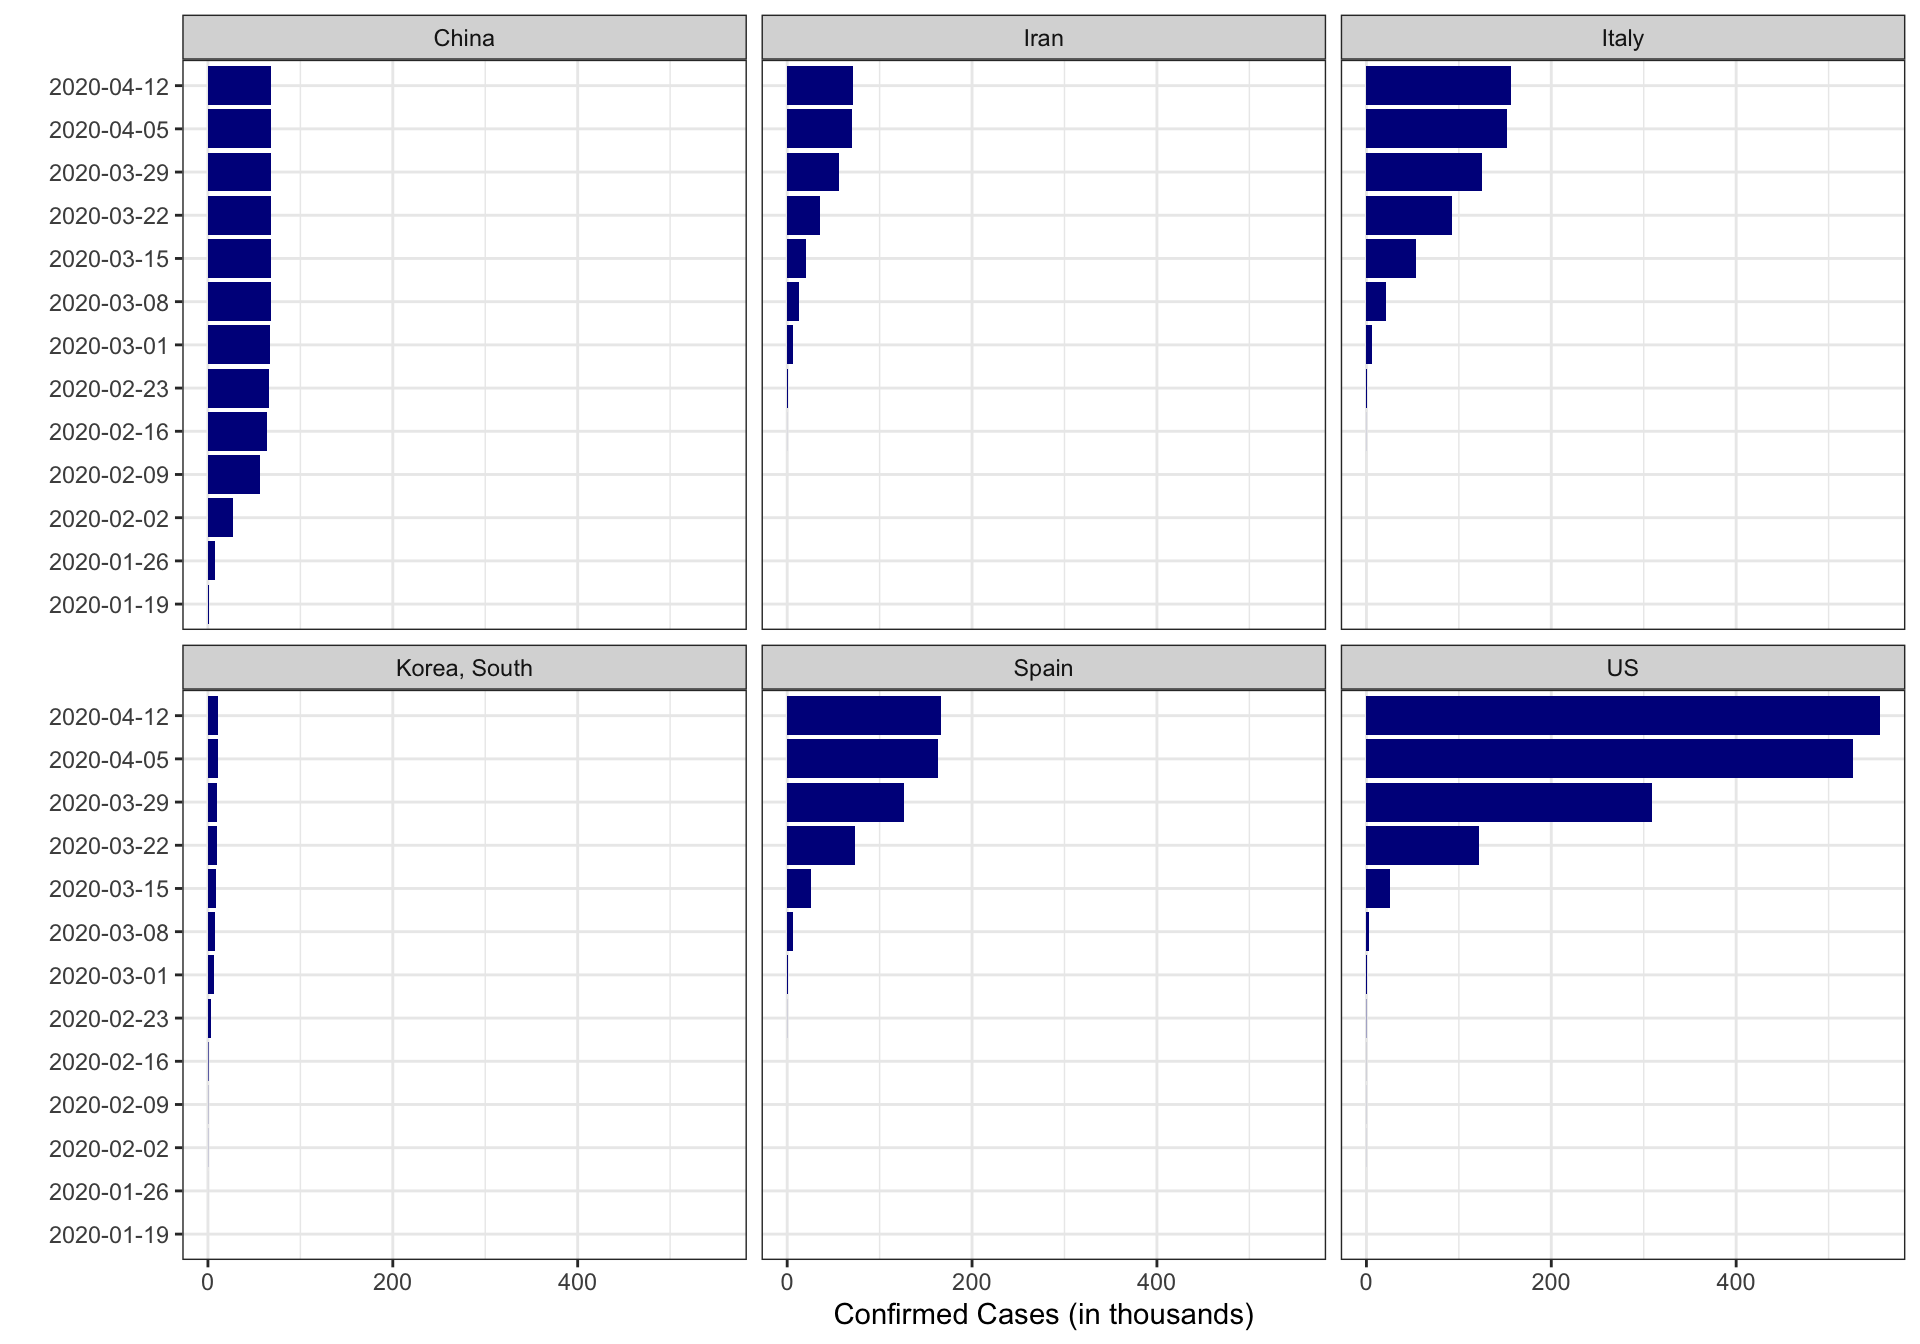 China
Iran
Italy
2020-04-12
2020-04-05
2020-03-29
2020-03-22
2020-03-15
2020-03-08
2020-03-01
2020-02-23
2020-02-16
2020-02-09
2020-02-02
2020-01-26
2020-01-19
Korea, South
Spain
US
2020-04-12
2020-04-05
2020-03-29
2020-03-22
2020-03-15
2020-03-08
2020-03-01
2020-02-23
2020-02-16
2020-02-09
2020-02-02
2020-01-26
2020-01-19
0 200 400
0 200 400
0 200 400
Confirmed Cases (in thousands)